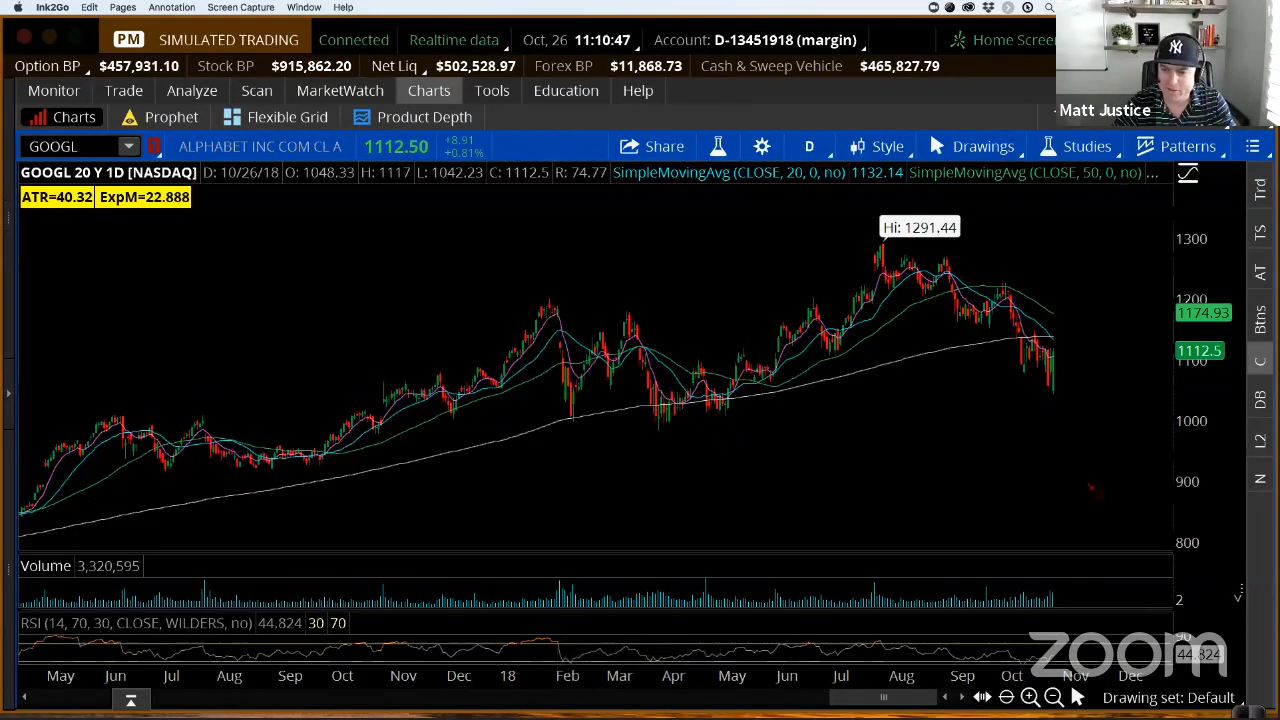 Ink2Go Edit Pages Annotation Screen Capture Window Help
PM SIMULATED TRADING Connected Realtime data Oct, 26 11:10:47 Account: D-13451918 (margin) Home Scree
Option BP $457,931.10 Stock BP $915,862.20 Net Liq $502,528.97 Forex BP $11,868.73 Cash & Sweep Vehicle $465,827.79
Monitor Trade Analyze Scan MarketWatch Charts Tools Education Help
Matt Justice
Charts Prophet Flexible Grid Product Depth
GOOGL ALPHABET INC COM CL A 1112.50 +8.91 +0.81% Share D Style Drawings Studies Patterns
GOOGL 20 Y 1D [NASDAQ] D: 10/26/18 O: 1048.33 H: 1117 L: 1042.23 C: 1112.5 R: 74.77 SimpleMovingAvg (CLOSE, 20, 0, no) 1132.14 SimpleMovingAvg (CLOSE, 50, 0, no) ...
ATR=40.32 ExpM=22.888
Hi: 1291.44
1300
1200
1174.93
1112.5
1100
1000
900
800
Trd
TS
AT
Btns
C
DB
L2
N
Volume 3,320,595
2
RSI (14, 70, 30, CLOSE, WILDERS, no) 44.824 30 70
90
44.824
zoom
May Jun Jul Aug Sep Oct Nov Dec 18 Feb Mar Apr May Jun Jul Aug Sep Oct Nov Dec
Drawing set: Default